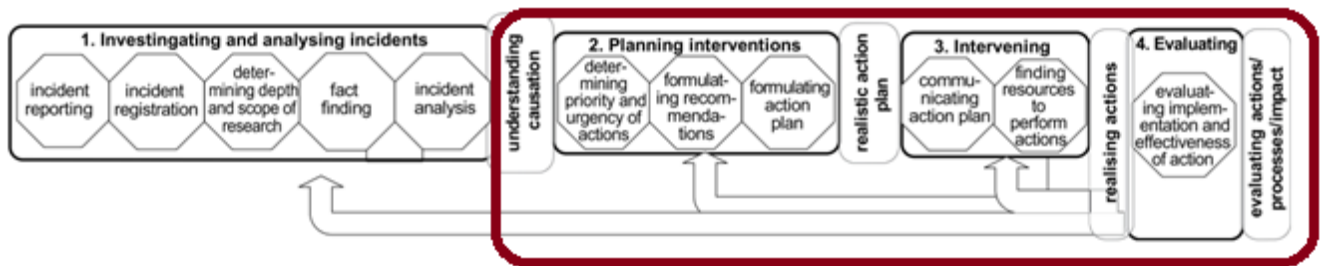 1. Investingating and analysing incidents
incident
reporting
incident
registration
deter-
mining depth
and scope of
research
fact
finding
incident
analysis
understanding
causation
2. Planning interventions
deter-
mining
priority and
urgency of
actions
formulat-
ing recom-
menda-
tions
formulating
action
plan
realistic action
plan
3. Intervening
commu-
nicating
action plan
finding
resources
to
perform
actions
realising actions
4. Evaluating
evaluat-
ing implem-
entation and
effectiveness
of action
evaluating actions/
processes/impact